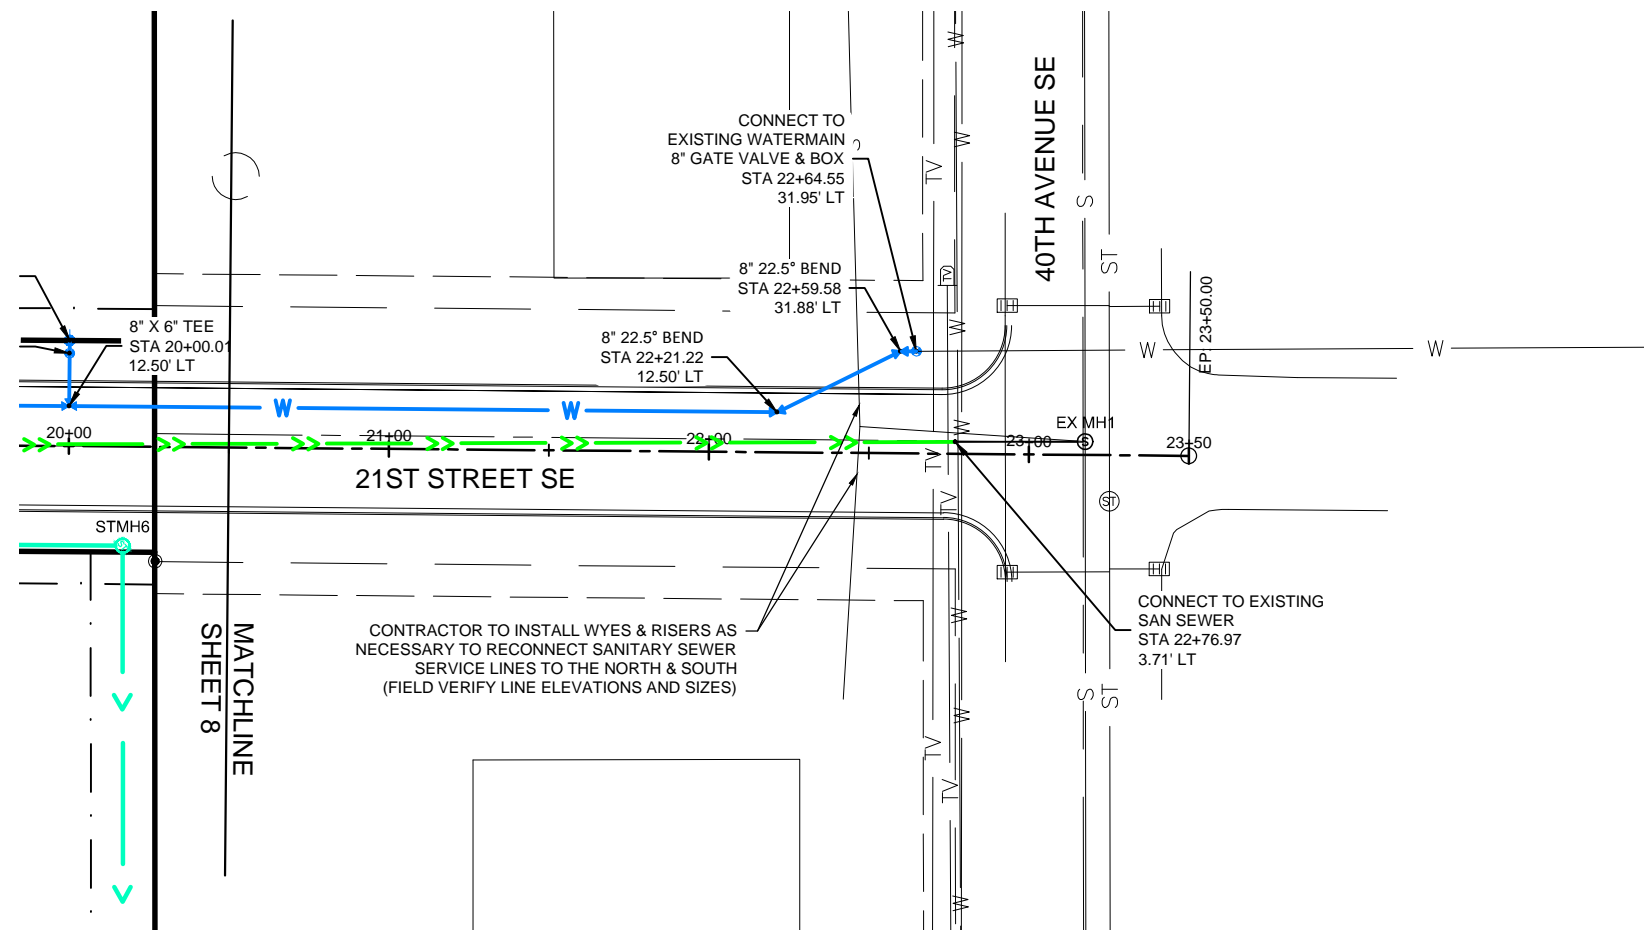 CONNECT TO
EXISTING WATERMAIN
8" GATE VALVE & BOX
STA 22+64.55
31.95' LT
8" 22.5° BEND
STA 22+59.58
31.88' LT
8" 22.5° BEND
STA 22+21.22
12.50' LT
8" X 6" TEE
STA 20+00.01
12.50' LT
40TH AVENUE SE
EP: 23+50.00
W
W
W
W
W
W
W
W
W
W
W
TV
TV
TV
TV
TV
TV
S
ST
S
ST
20+00
21+00
22+00
23+00
23+50
EX MH1
S
ST
21ST STREET SE
STMH6
MATCHLINE
SHEET 8
CONTRACTOR TO INSTALL WYES & RISERS AS
NECESSARY TO RECONNECT SANITARY SEWER
SERVICE LINES TO THE NORTH & SOUTH
(FIELD VERIFY LINE ELEVATIONS AND SIZES)
CONNECT TO EXISTING
SAN SEWER
STA 22+76.97
3.71' LT